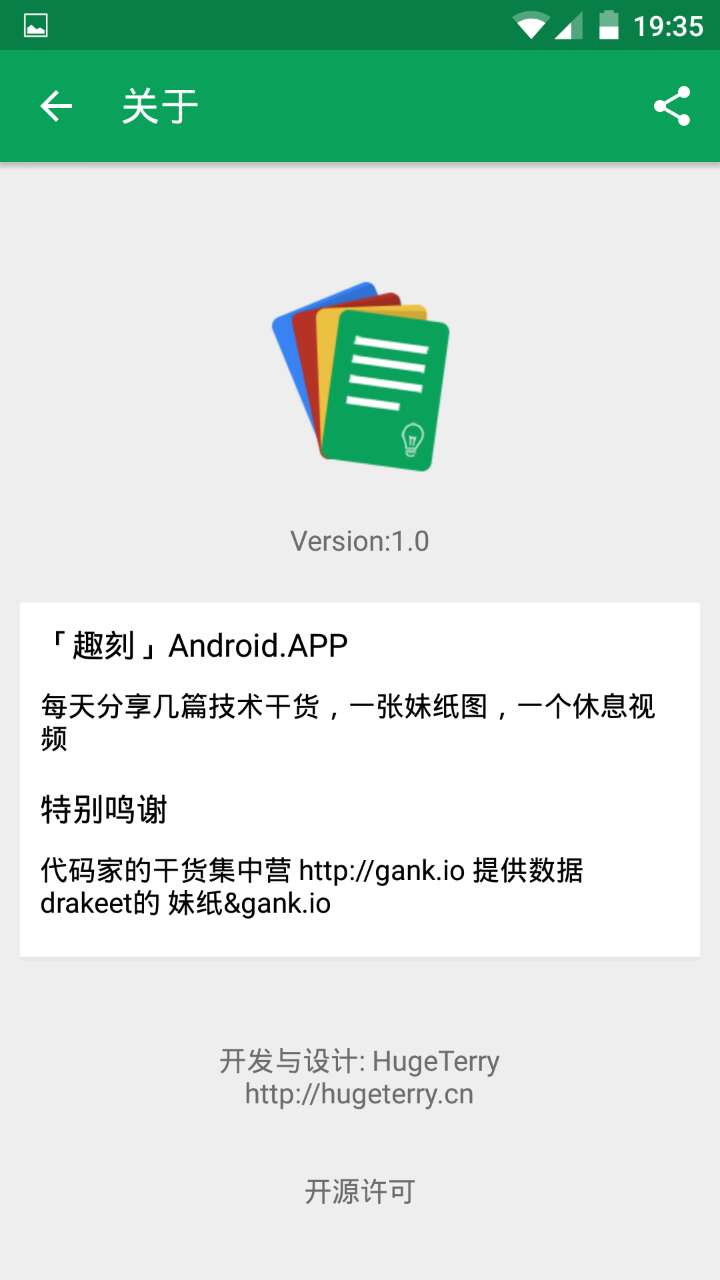 19:35
关于
Version:1.0
「趣刻」Android.APP
每天分享几篇技术干货，一张妹纸图，一个休息视
频
特别鸣谢
代码家的干货集中营 http://gank.io 提供数据
drakeet的 妹纸&gank.io
开发与设计: HugeTerry
http://hugeterry.cn
开源许可